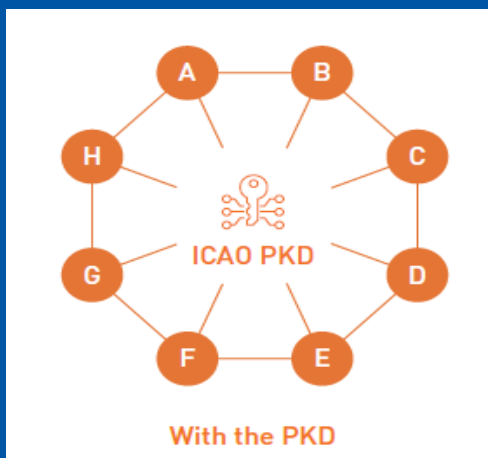 A B
H C
ICAO PKD
G D
F E
With the PKD